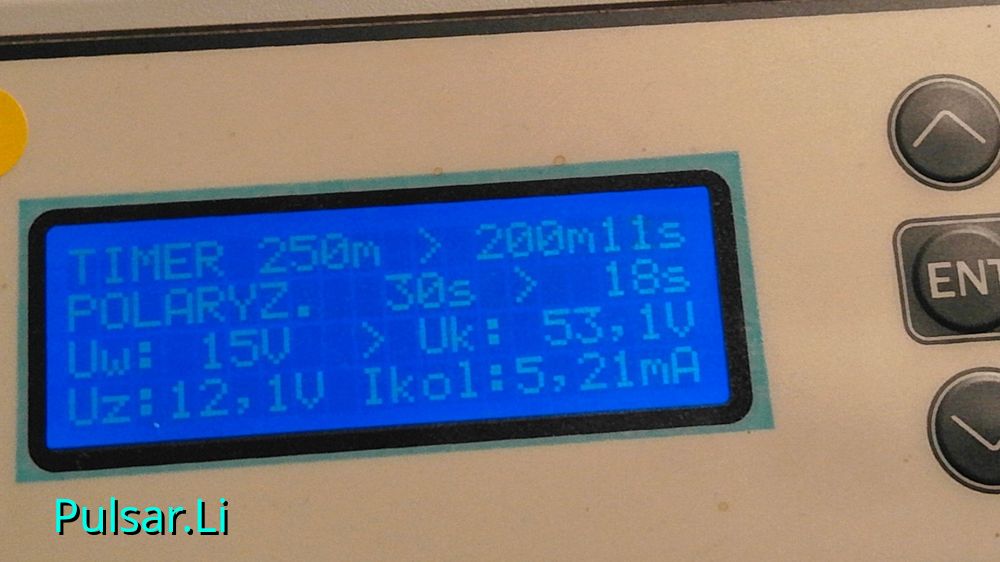 TIMER 250m > 200m11s
POLARYZ. 30s > 18s
Uw: 15V > Uk: 53,1V
Uz:12,1V Ikol:5,21mA
ENT
Pulsar.Li